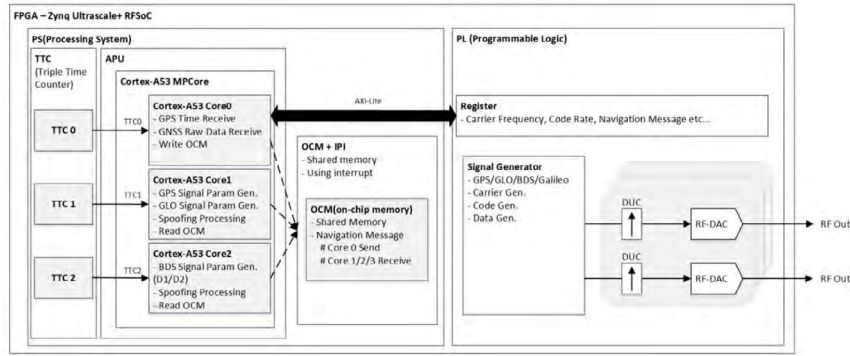 FPGA – Zynq Ultrascale+ RFSoC
PS(Processing System)
TTC
(Triple Time
Counter)
TTC 0
TTC 1
TTC 2
APU
Cortex-A53 MPCore
TTC0
Cortex-A53 Core0
- GPS Time Receive
- GNSS Raw Data Receive
- Write OCM
TTC1
Cortex-A53 Core1
- GPS Signal Param Gen.
- GLO Signal Param Gen.
- Spoofing Processing
- Read OCM
TTC2
Cortex-A53 Core2
- BDS Signal Param Gen.
(D1/D2)
- Spoofing Processing
- Read OCM
AXI-Lite
OCM + IPI
- Shared memory
- Using interrupt
OCM(on-chip memory)
- Shared Memory
- Navigation Message
# Core 0 Send
# Core 1/2/3 Receive
PL (Programmable Logic)
Register
- Carrier Frequency, Code Rate, Navigation Message etc...
Signal Generator
- GPS/GLO/BDS/Galileo
- Carrier Gen.
- Code Gen.
- Data Gen.
DUC
RF-DAC
RF Out
DUC
RF-DAC
RF Out